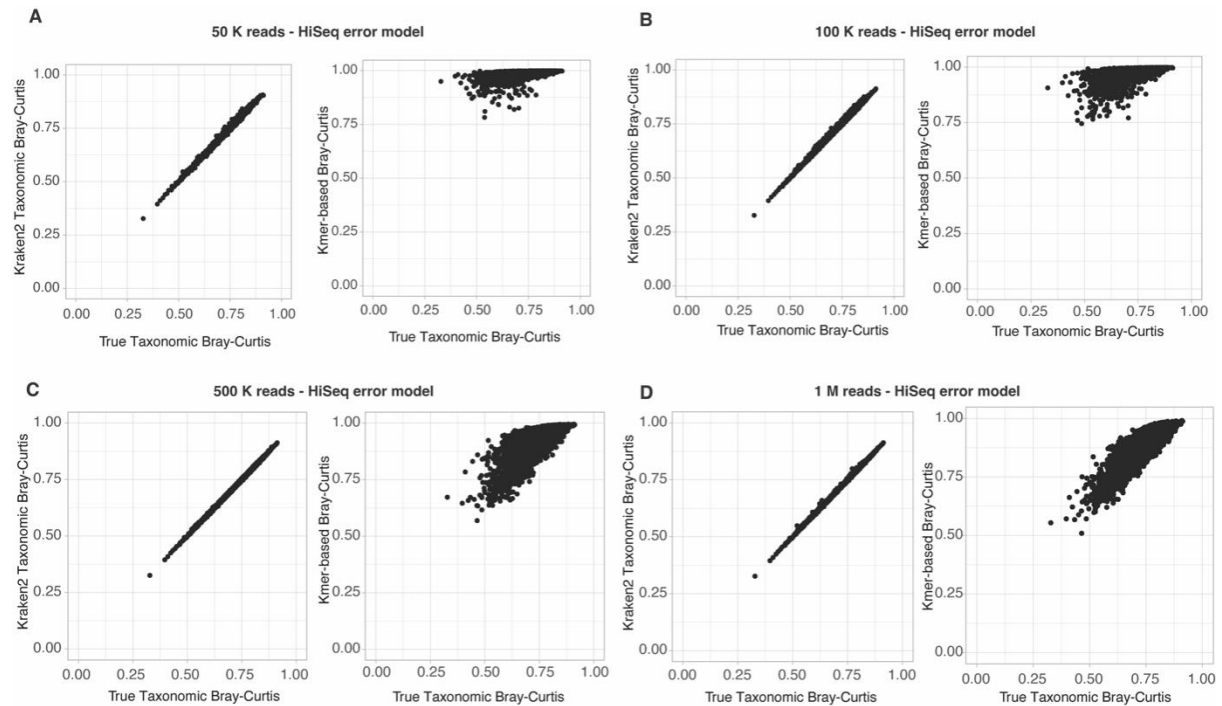 A
50 K reads - HiSeq error model
Kraken2 Taxonomic Bray-Curtis
1.00
0.75
0.50
0.25
0.00
0.00 0.25 0.50 0.75 1.00
True Taxonomic Bray-Curtis
Kmer-based Bray-Curtis
1.00
0.75
0.50
0.25
0.00
0.00 0.25 0.50 0.75 1.00
True Taxonomic Bray-Curtis
B
100 K reads - HiSeq error model
Kraken2 Taxonomic Bray-Curtis
1.00
0.75
0.50
0.25
0.00
0.00 0.25 0.50 0.75 1.00
True Taxonomic Bray-Curtis
Kmer-based Bray-Curtis
1.00
0.75
0.50
0.25
0.00
0.00 0.25 0.50 0.75 1.00
True Taxonomic Bray-Curtis
C
500 K reads - HiSeq error model
Kraken2 Taxonomic Bray-Curtis
1.00
0.75
0.50
0.25
0.00
0.00 0.25 0.50 0.75 1.00
True Taxonomic Bray-Curtis
Kmer-based Bray-Curtis
1.00
0.75
0.50
0.25
0.00
0.00 0.25 0.50 0.75 1.00
True Taxonomic Bray-Curtis
D
1 M reads - HiSeq error model
Kraken2 Taxonomic Bray-Curtis
1.00
0.75
0.50
0.25
0.00
0.00 0.25 0.50 0.75 1.00
True Taxonomic Bray-Curtis
Kmer-based Bray-Curtis
1.00
0.75
0.50
0.25
0.00
0.00 0.25 0.50 0.75 1.00
True Taxonomic Bray-Curtis